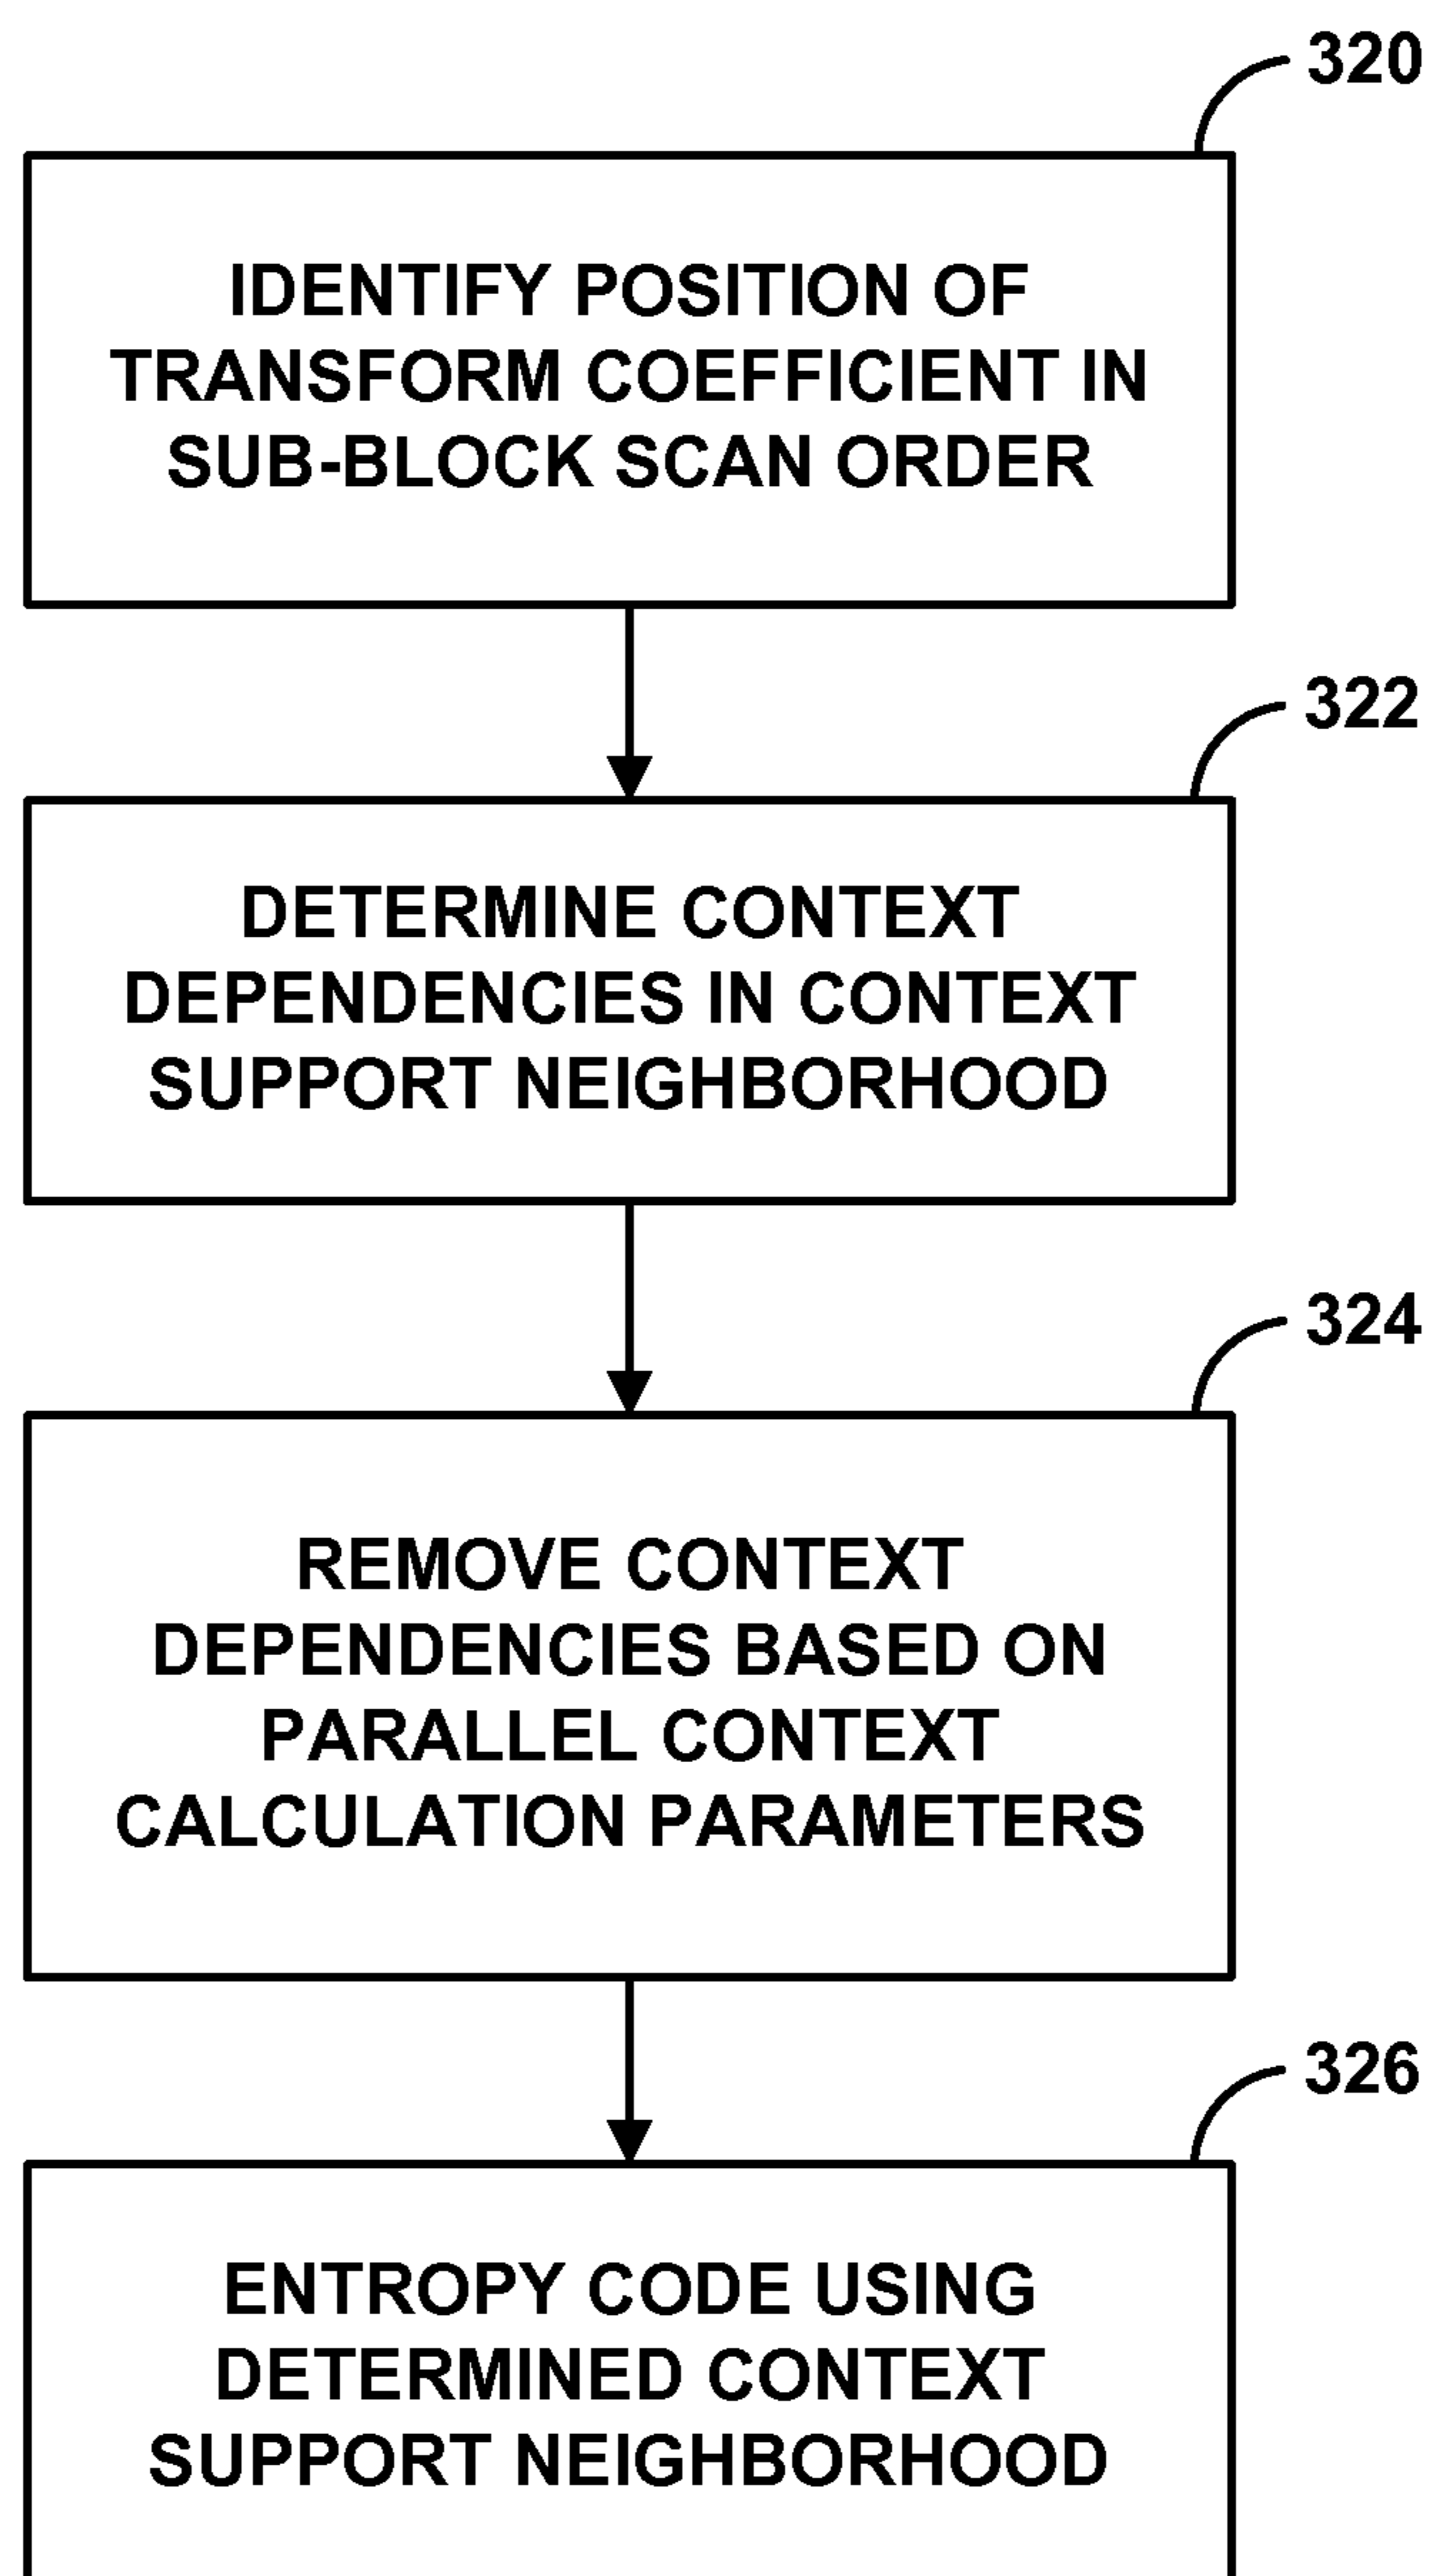 320
IDENTIFY POSITION OF
TRANSFORM COEFFICIENT IN
SUB-BLOCK SCAN ORDER
322
DETERMINE CONTEXT
DEPENDENCIES IN CONTEXT
SUPPORT NEIGHBORHOOD
324
REMOVE CONTEXT
DEPENDENCIES BASED ON
PARALLEL CONTEXT
CALCULATION PARAMETERS
326
ENTROPY CODE USING
DETERMINED CONTEXT
SUPPORT NEIGHBORHOOD